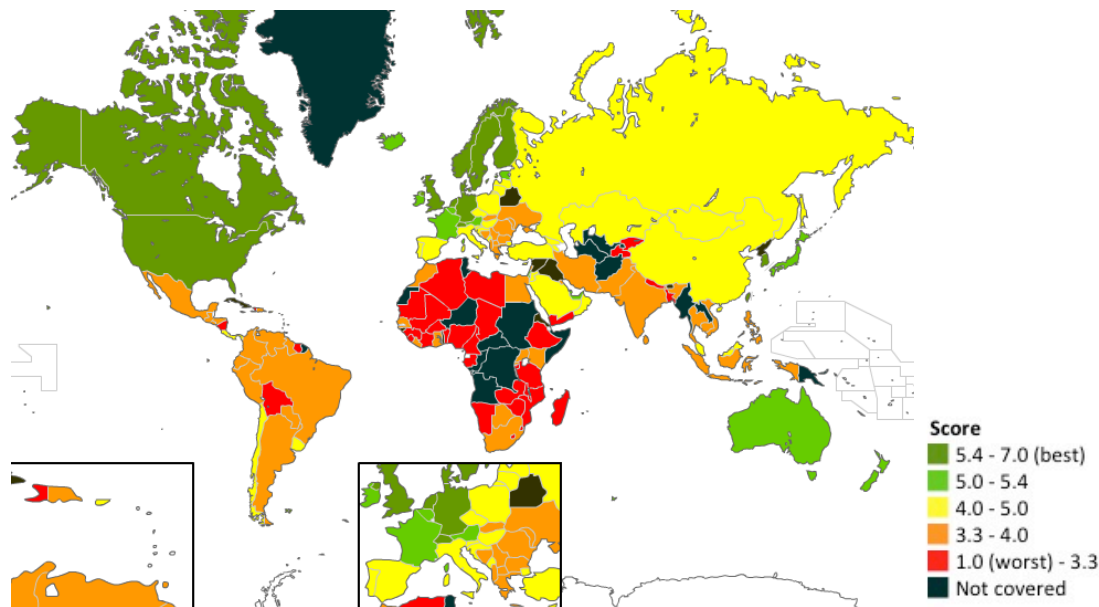 Score
5.4 - 7.0 (best)
5.0 - 5.4
4.0 - 5.0
3.3 - 4.0
1.0 (worst) - 3.3
Not covered